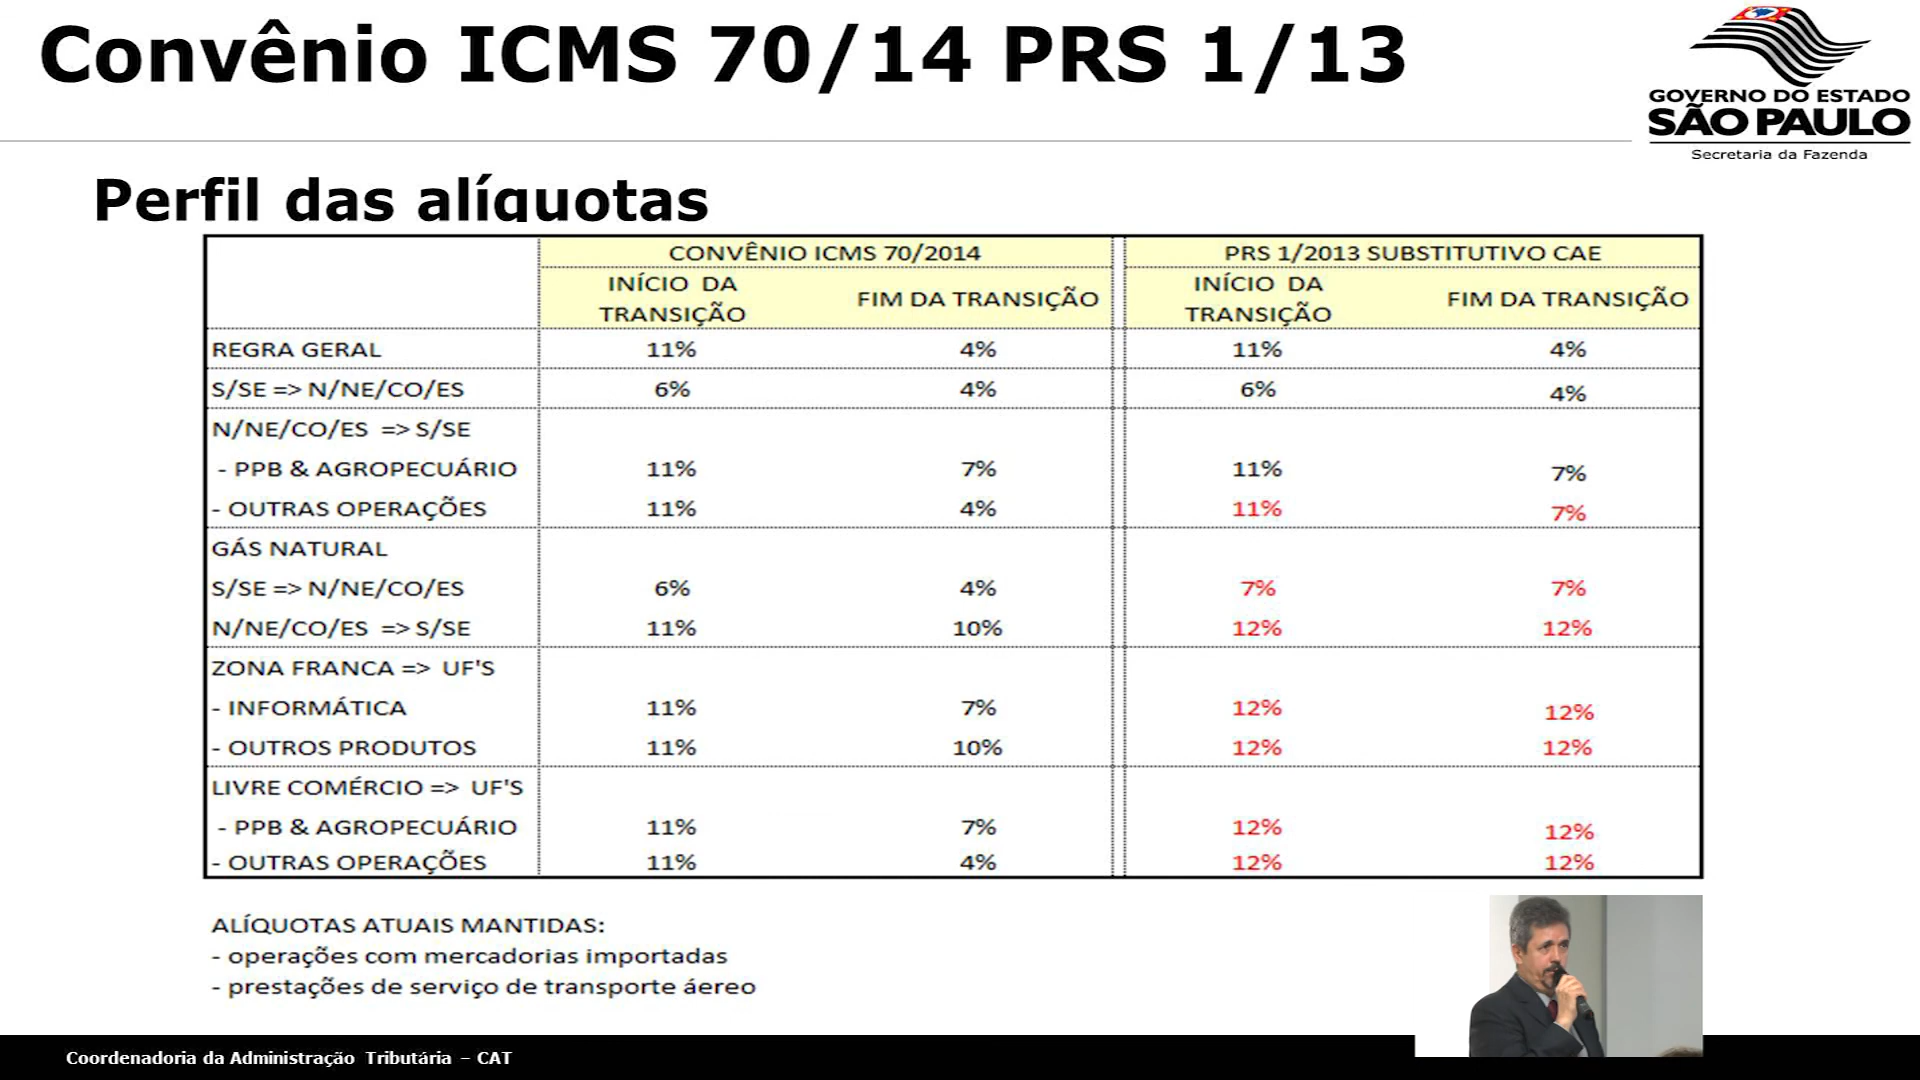 Convênio ICMS 70/14 PRS 1/13
GOVERNO DO ESTADO
SÃO PAULO
Secretaria da Fazenda
Perfil das alíquotas
CONVÊNIO ICMS 70/2014 PRS 1/2013 SUBSTITUTIVO CAE
INÍCIO DA TRANSIÇÃO FIM DA TRANSIÇÃO INÍCIO DA TRANSIÇÃO FIM DA TRANSIÇÃO
REGRA GERAL 11% 4% 11% 4%
S/SE => N/NE/CO/ES 6% 4% 6% 4%
N/NE/CO/ES => S/SE
- PPB & AGROPECUÁRIO 11% 7% 11% 7%
- OUTRAS OPERAÇÕES 11% 4% 11% 7%
GÁS NATURAL
S/SE => N/NE/CO/ES 6% 4% 7% 7%
N/NE/CO/ES => S/SE 11% 10% 12% 12%
ZONA FRANCA => UF'S
- INFORMÁTICA 11% 7% 12% 12%
- OUTROS PRODUTOS 11% 10% 12% 12%
LIVRE COMÉRCIO => UF'S
- PPB & AGROPECUÁRIO 11% 7% 12% 12%
- OUTRAS OPERAÇÕES 11% 4% 12% 12%
ALÍQUOTAS ATUAIS MANTIDAS:
- operações com mercadorias importadas
- prestações de serviço de transporte áereo
Coordenadoria da Administração Tributária – CAT